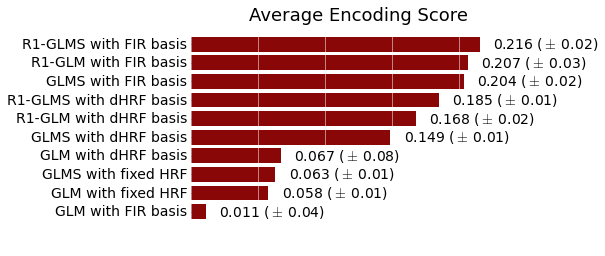 Average Encoding Score
R1-GLMS with FIR basis 0.216 (± 0.02)
R1-GLM with FIR basis 0.207 (± 0.03)
GLMS with FIR basis 0.204 (± 0.02)
R1-GLMS with dHRF basis 0.185 (± 0.01)
R1-GLM with dHRF basis 0.168 (± 0.02)
GLMS with dHRF basis 0.149 (± 0.01)
GLM with dHRF basis 0.067 (± 0.08)
GLMS with fixed HRF 0.063 (± 0.01)
GLM with fixed HRF 0.058 (± 0.01)
GLM with FIR basis 0.011 (± 0.04)